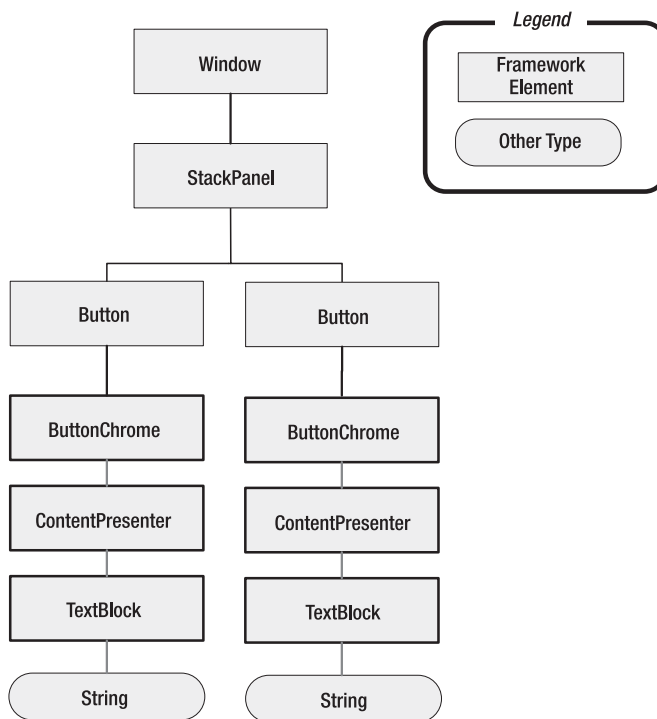 Legend
Window
Framework
Element
Other Type
StackPanel
Button
Button
ButtonChrome
ButtonChrome
ContentPresenter
ContentPresenter
TextBlock
TextBlock
String
String